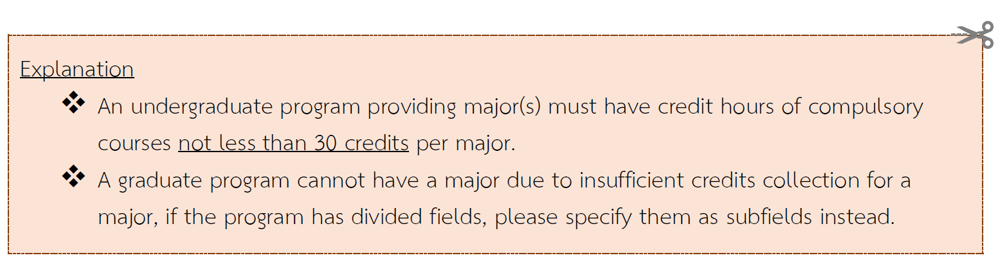 Explanation
❖ An undergraduate program providing major(s) must have credit hours of compulsory
courses not less than 30 credits per major.
❖ A graduate program cannot have a major due to insufficient credits collection for a
major, if the program has divided fields, please specify them as subfields instead.